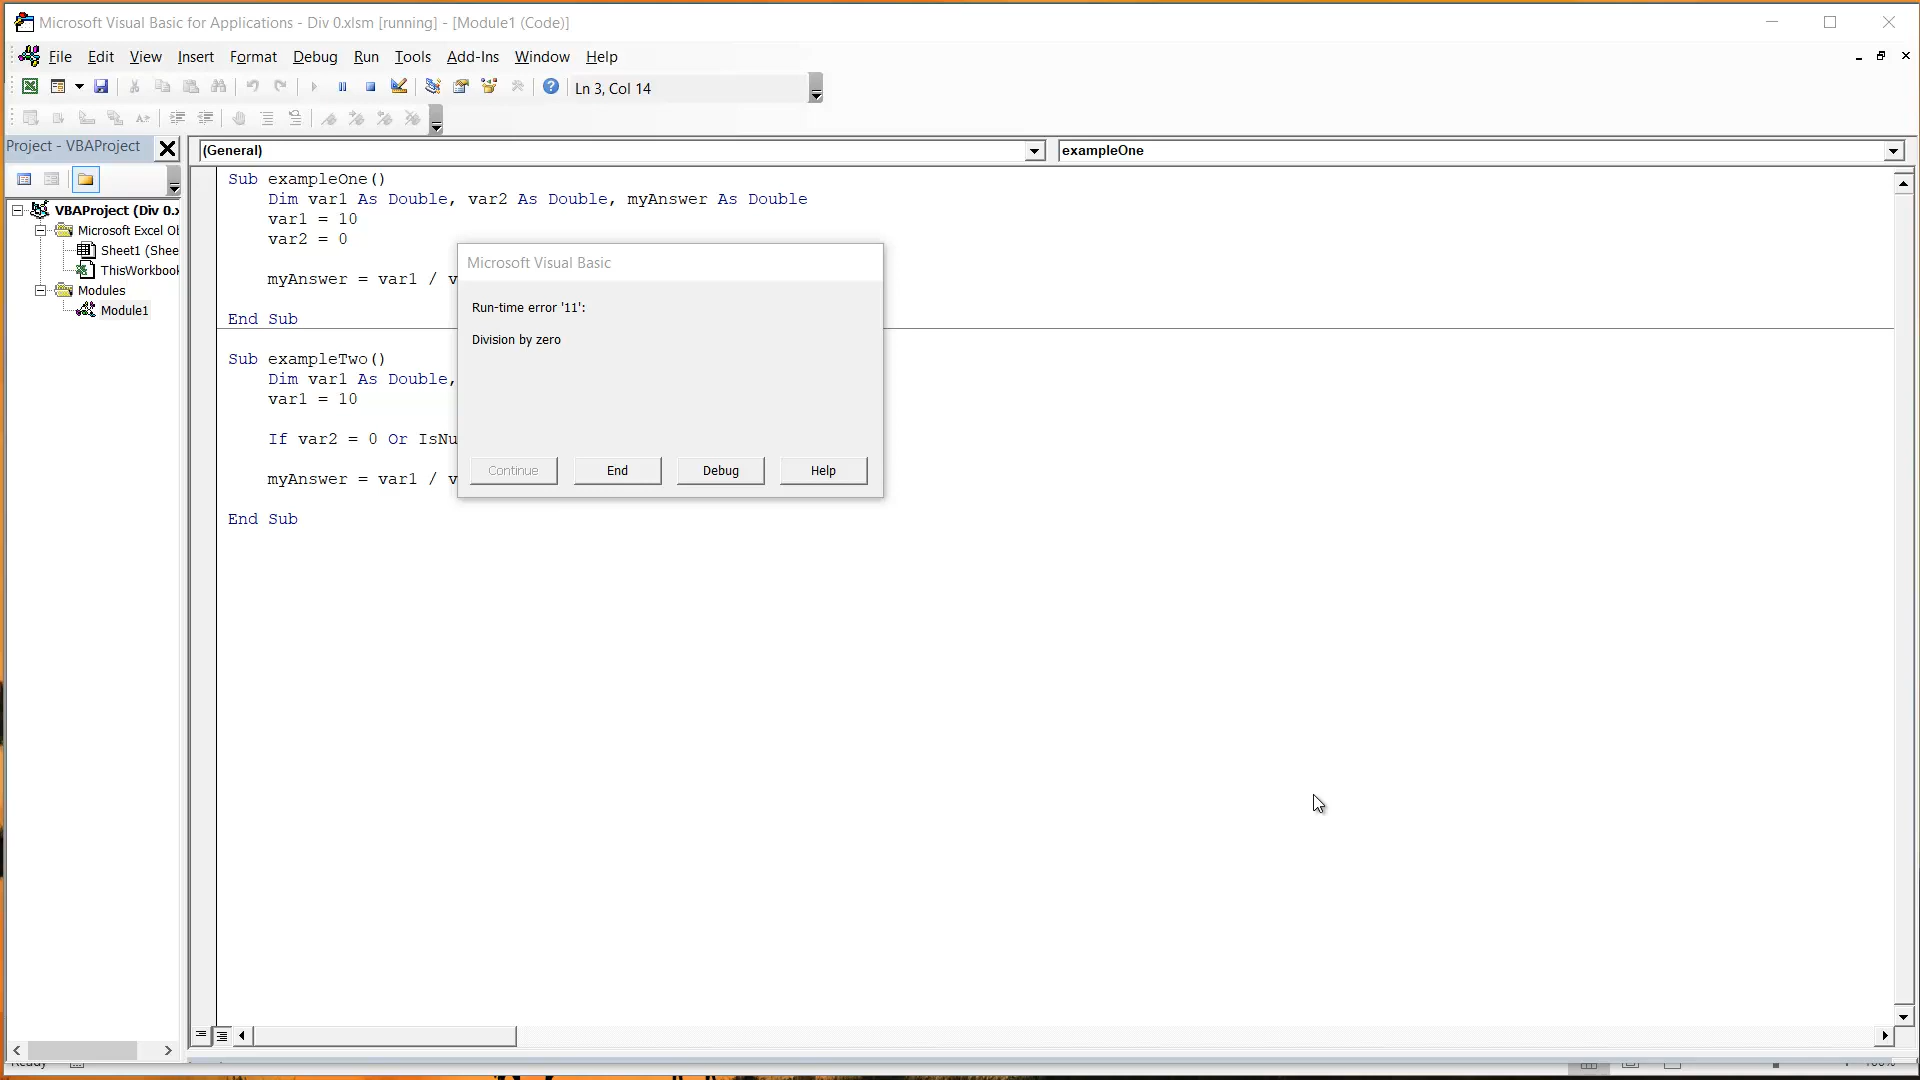 Microsoft Visual Basic for Applications - Div 0.xlsm [running] - [Module1 (Code)]
File Edit View Insert Format Debug Run Tools Add-Ins Window Help
Ln 3, Col 14
Project - VBAProject
(General)
exampleOne
VBAProject (Div 0.x
Microsoft Excel Ob
Sheet1 (Shee
ThisWorkbook
Modules
Module1
Sub exampleOne()
Dim var1 As Double, var2 As Double, myAnswer As Double
var1 = 10
var2 = 0
myAnswer = var1 / v
End Sub
Sub exampleTwo()
Dim var1 As Double,
var1 = 10
If var2 = 0 Or IsNu
myAnswer = var1 / v
End Sub
Microsoft Visual Basic
Run-time error '11':
Division by zero
Continue End Debug Help